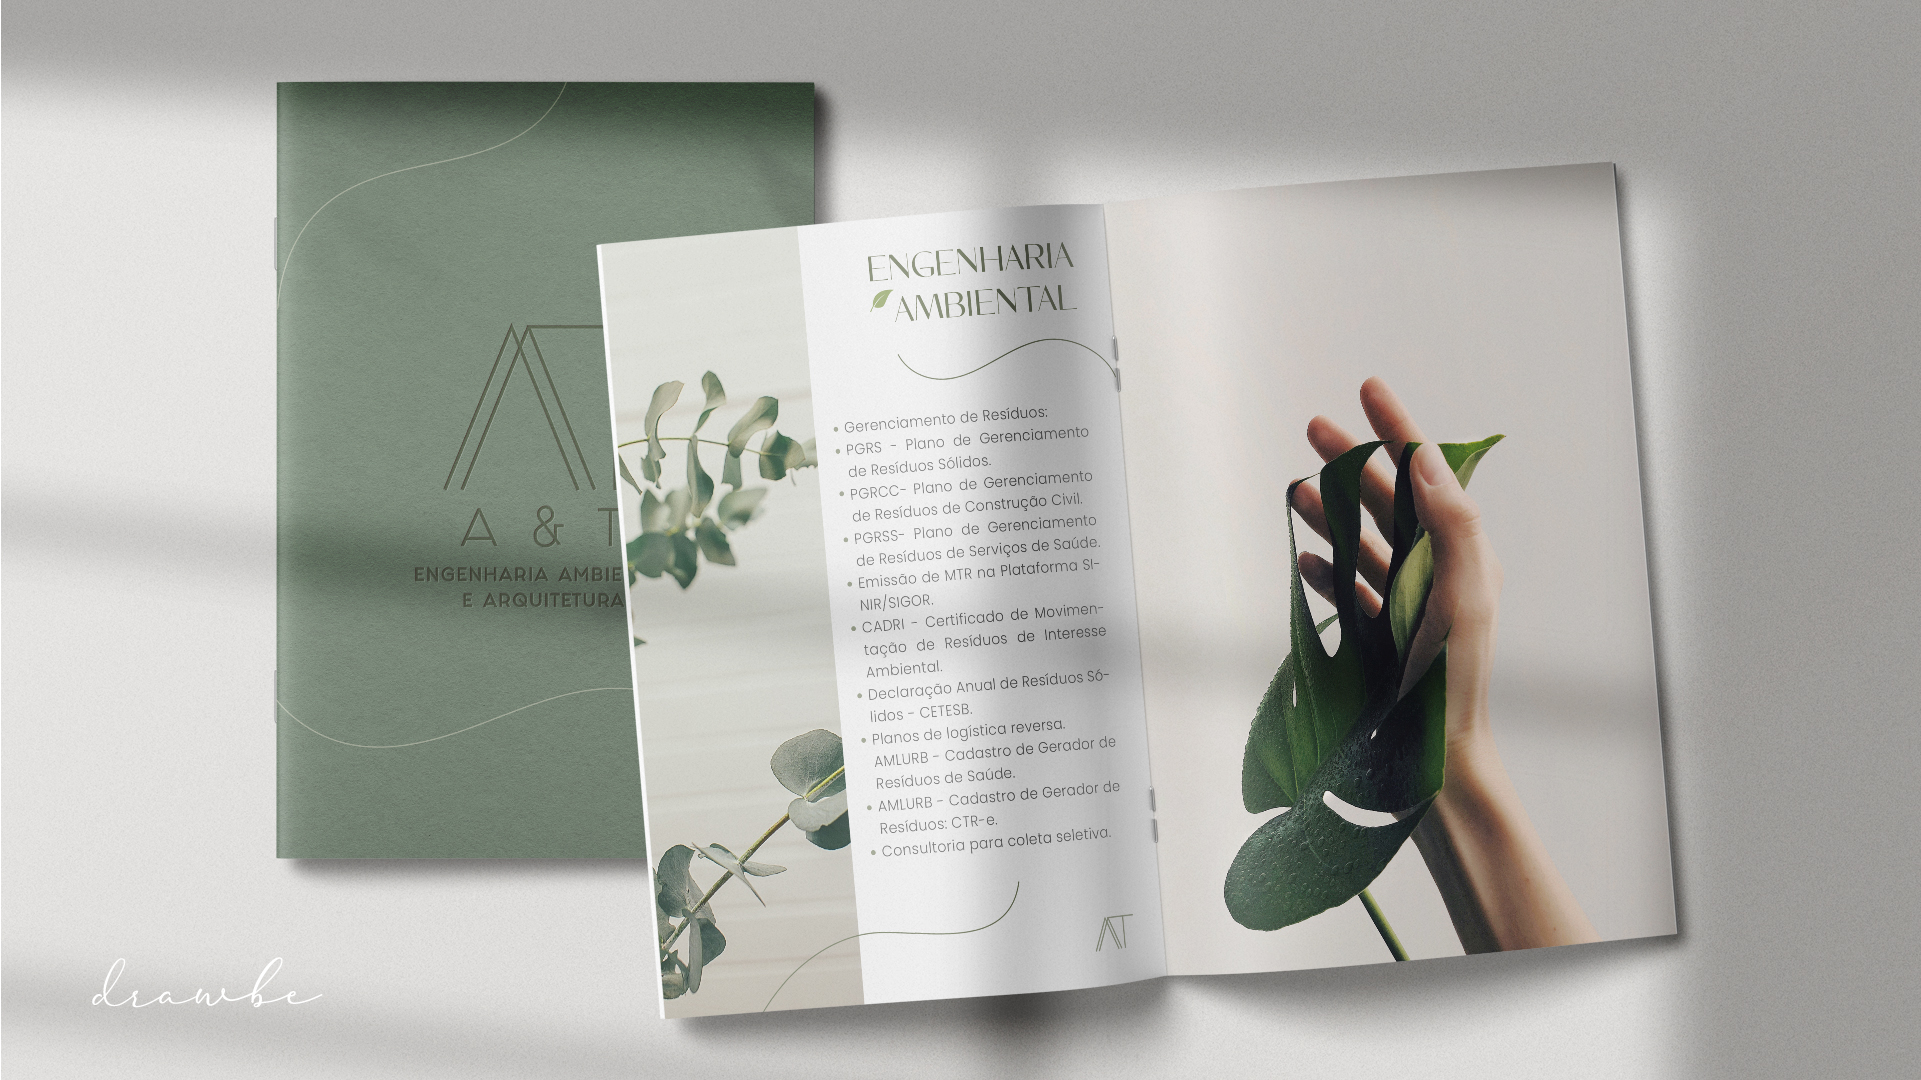 A & T
ENGENHARIA AMBIE
E ARQUITETURA
ENGENHARIA
AMBIENTAL
• Gerenciamento de Resíduos:
• PGRS - Plano de Gerenciamento
de Resíduos Sólidos.
• PGRCC- Plano de Gerenciamento
de Resíduos de Construção Civil.
• PGRSS- Plano de Gerenciamento
de Resíduos de Serviços de Saúde.
• Emissão de MTR na Plataforma SI-
NIR/SIGOR.
• CADRI - Certificado de Movimen-
tação de Resíduos de Interesse
Ambiental.
• Declaração Anual de Resíduos Só-
lidos - CETESB.
• Planos de logística reversa.
AMLURB - Cadastro de Gerador de
Resíduos de Saúde.
• AMLURB - Cadastro de Gerador de
Resíduos: CTR-e.
• Consultoria para coleta seletiva.
AT
drawbe